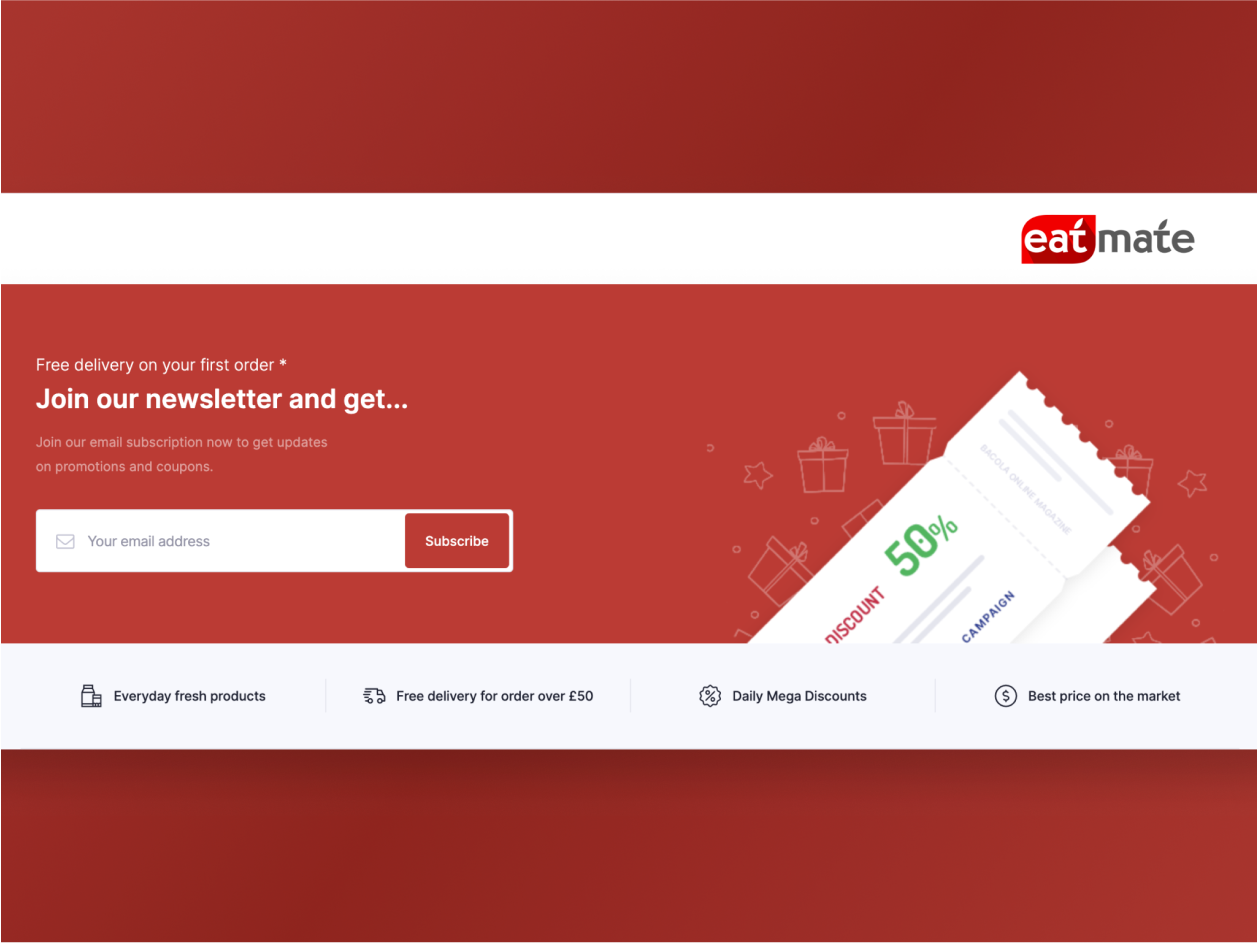 eat mate
Free delivery on your first order *
Join our newsletter and get...
Join our email subscription now to get updates
on promotions and coupons.
Your email address
Subscribe
BACOLA ONLINE MAGAZINE
50%
DISCOUNT
CAMPAIGN
Everyday fresh products
Free delivery for order over £50
Daily Mega Discounts
Best price on the market